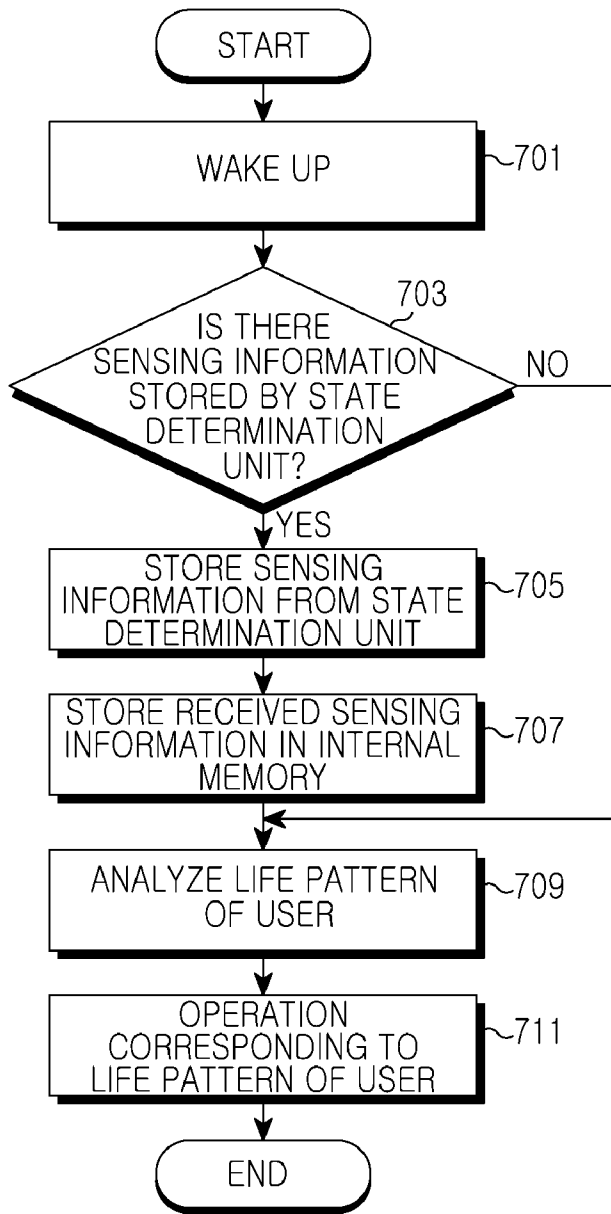 START
WAKE UP
701
703
IS THERE
SENSING INFORMATION
STORED BY STATE
DETERMINATION
UNIT?
NO
YES
STORE SENSING
INFORMATION FROM STATE
DETERMINATION UNIT
705
STORE RECEIVED SENSING
INFORMATION IN INTERNAL
MEMORY
707
ANALYZE LIFE PATTERN
OF USER
709
OPERATION
CORRESPONDING TO
LIFE PATTERN OF USER
711
END